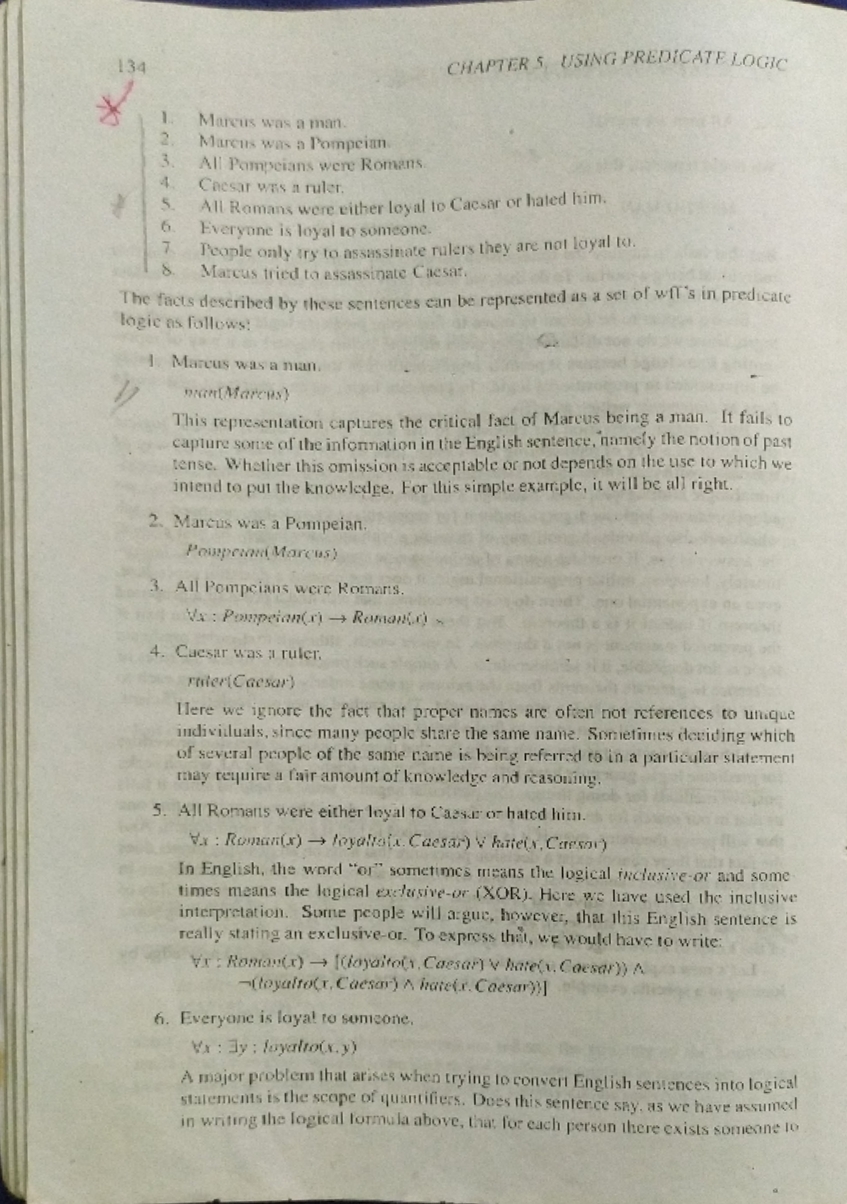 134
CHAPTER 5. USING PREDICATE LOGIC
1. Marcus was a man.
2. Marcus was a Pompeian.
3. All Pompeians were Romans.
4. Caesar was a ruler.
5. All Romans were either loyal to Caesar or hated him.
6. Everyone is loyal to someone.
7. People only try to assassinate rulers they are not loyal to.
8. Marcus tried to assassinate Caesar.
The facts described by these sentences can be represented as a set of wff's in predicate
logic as follows:
1. Marcus was a man.
man(Marcus)
This representation captures the critical fact of Marcus being a man. It fails to
capture some of the information in the English sentence, namely the notion of past
tense. Whether this omission is acceptable or not depends on the use to which we
intend to put the knowledge. For this simple example, it will be all right.
2. Marcus was a Pompeian.
Pompeian(Marcus)
3. All Pompeians were Romans.
∀x : Pompeian(x) → Roman(x)
4. Caesar was a ruler.
ruler(Caesar)
Here we ignore the fact that proper names are often not references to unique
individuals, since many people share the same name. Sometimes deciding which
of several people of the same name is being referred to in a particular statement
may require a fair amount of knowledge and reasoning.
5. All Romans were either loyal to Caesar or hated him.
∀x : Roman(x) → loyalto(x, Caesar) ∨ hate(x, Caesar)
In English, the word "or" sometimes means the logical inclusive-or and some-
times means the logical exclusive-or (XOR). Here we have used the inclusive
interpretation. Some people will argue, however, that this English sentence is
really stating an exclusive-or. To express that, we would have to write:
∀x : Roman(x) → [(loyalto(x, Caesar) ∨ hate(x, Caesar)) ∧
¬(loyalto(x, Caesar) ∧ hate(x, Caesar))]
6. Everyone is loyal to someone.
∀x : ∃y : loyalto(x,y)
A major problem that arises when trying to convert English sentences into logical
statements is the scope of quantifiers. Does this sentence say, as we have assumed
in writing the logical formula above, that for each person there exists someone to